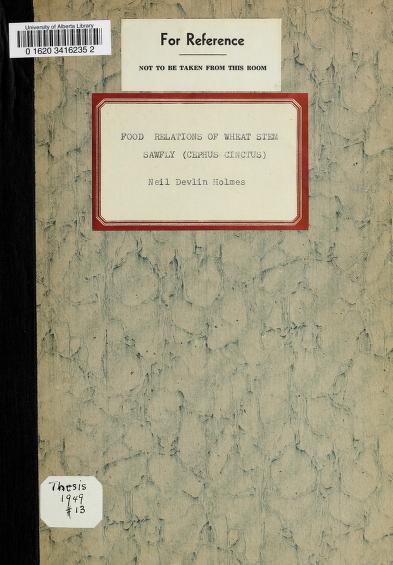 University of Alberta Library
0 1620 3416235 2
For Reference
NOT TO BE TAKEN FROM THIS ROOM
FOOD RELATIONS OF WHEAT STEM
SAWFLY (CEPHUS CINCTUS)
Neil Devlin Holmes
Thesis
1949
#13